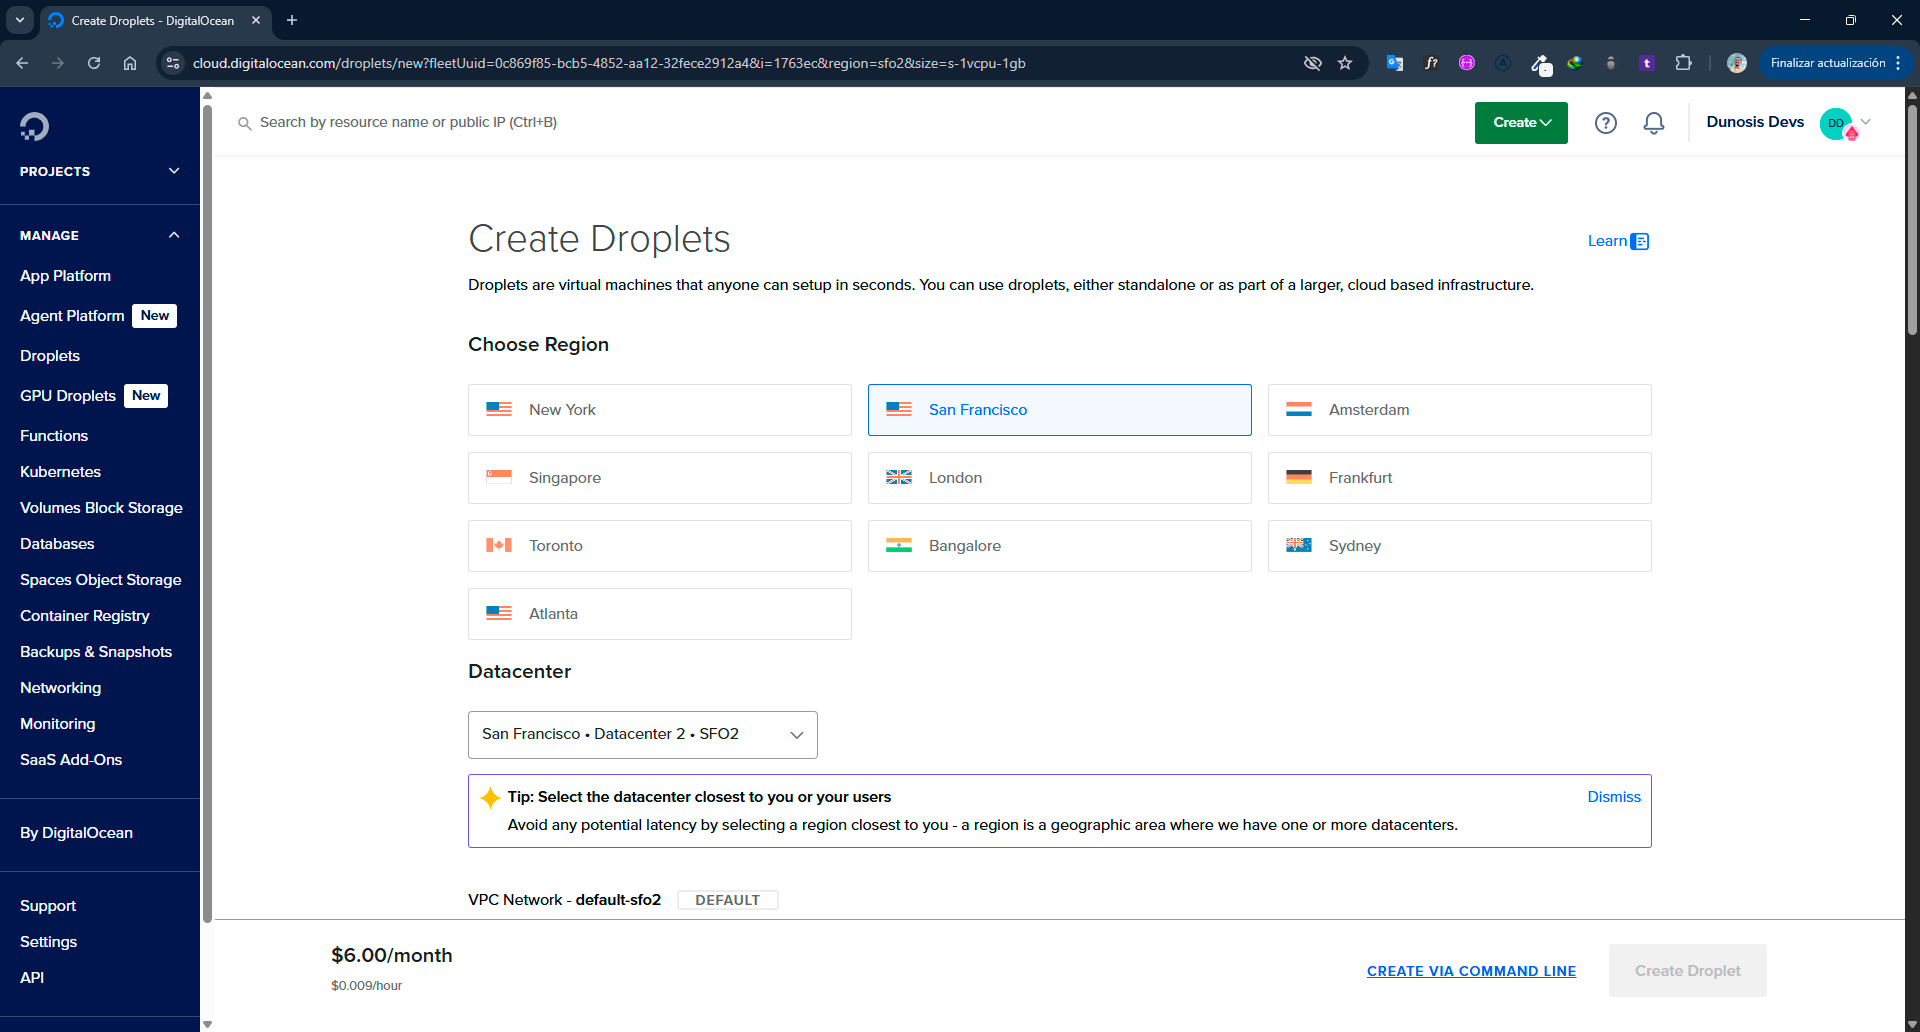 Create Droplets - DigitalOcean
cloud.digitalocean.com/droplets/new?fleetUuid=0c869f85-bcb5-4852-aa12-32fece2912a4&i=1763ec&region=sfo2&size=s-1vcpu-1gb
f?
t
Finalizar actualización
Search by resource name or public IP (Ctrl+B)
Create
Dunosis Devs
DD
PROJECTS
MANAGE
App Platform
Agent Platform New
Droplets
GPU Droplets New
Functions
Kubernetes
Volumes Block Storage
Databases
Spaces Object Storage
Container Registry
Backups & Snapshots
Networking
Monitoring
SaaS Add-Ons
By DigitalOcean
Support
Settings
API
Create Droplets
Learn
Droplets are virtual machines that anyone can setup in seconds. You can use droplets, either standalone or as part of a larger, cloud based infrastructure.
Choose Region
New York
San Francisco
Amsterdam
Singapore
London
Frankfurt
Toronto
Bangalore
Sydney
Atlanta
Datacenter
San Francisco • Datacenter 2 • SFO2
Tip: Select the datacenter closest to you or your users
Dismiss
Avoid any potential latency by selecting a region closest to you - a region is a geographic area where we have one or more datacenters.
VPC Network - default-sfo2 DEFAULT
$6.00/month
$0.009/hour
CREATE VIA COMMAND LINE
Create Droplet